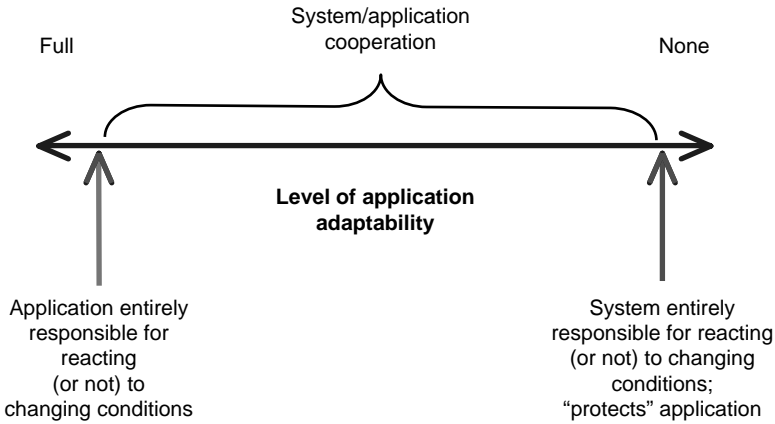 System/application
cooperation
Full
None
Level of application
adaptability
Application entirely
responsible for
reacting
(or not) to
changing conditions
System entirely
responsible for reacting
(or not) to changing
conditions;
“protects” application